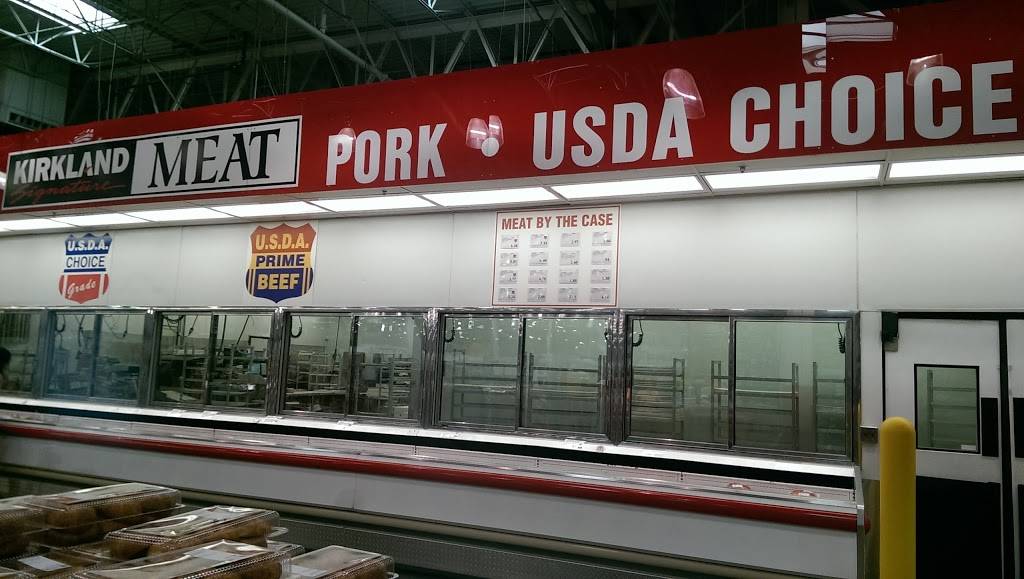 KIRKLAND
Signature
MEAT
PORK • USDA CHOICE
U.S.D.A.
CHOICE
Grade
U.S.D.A.
PRIME
BEEF
MEAT BY THE CASE